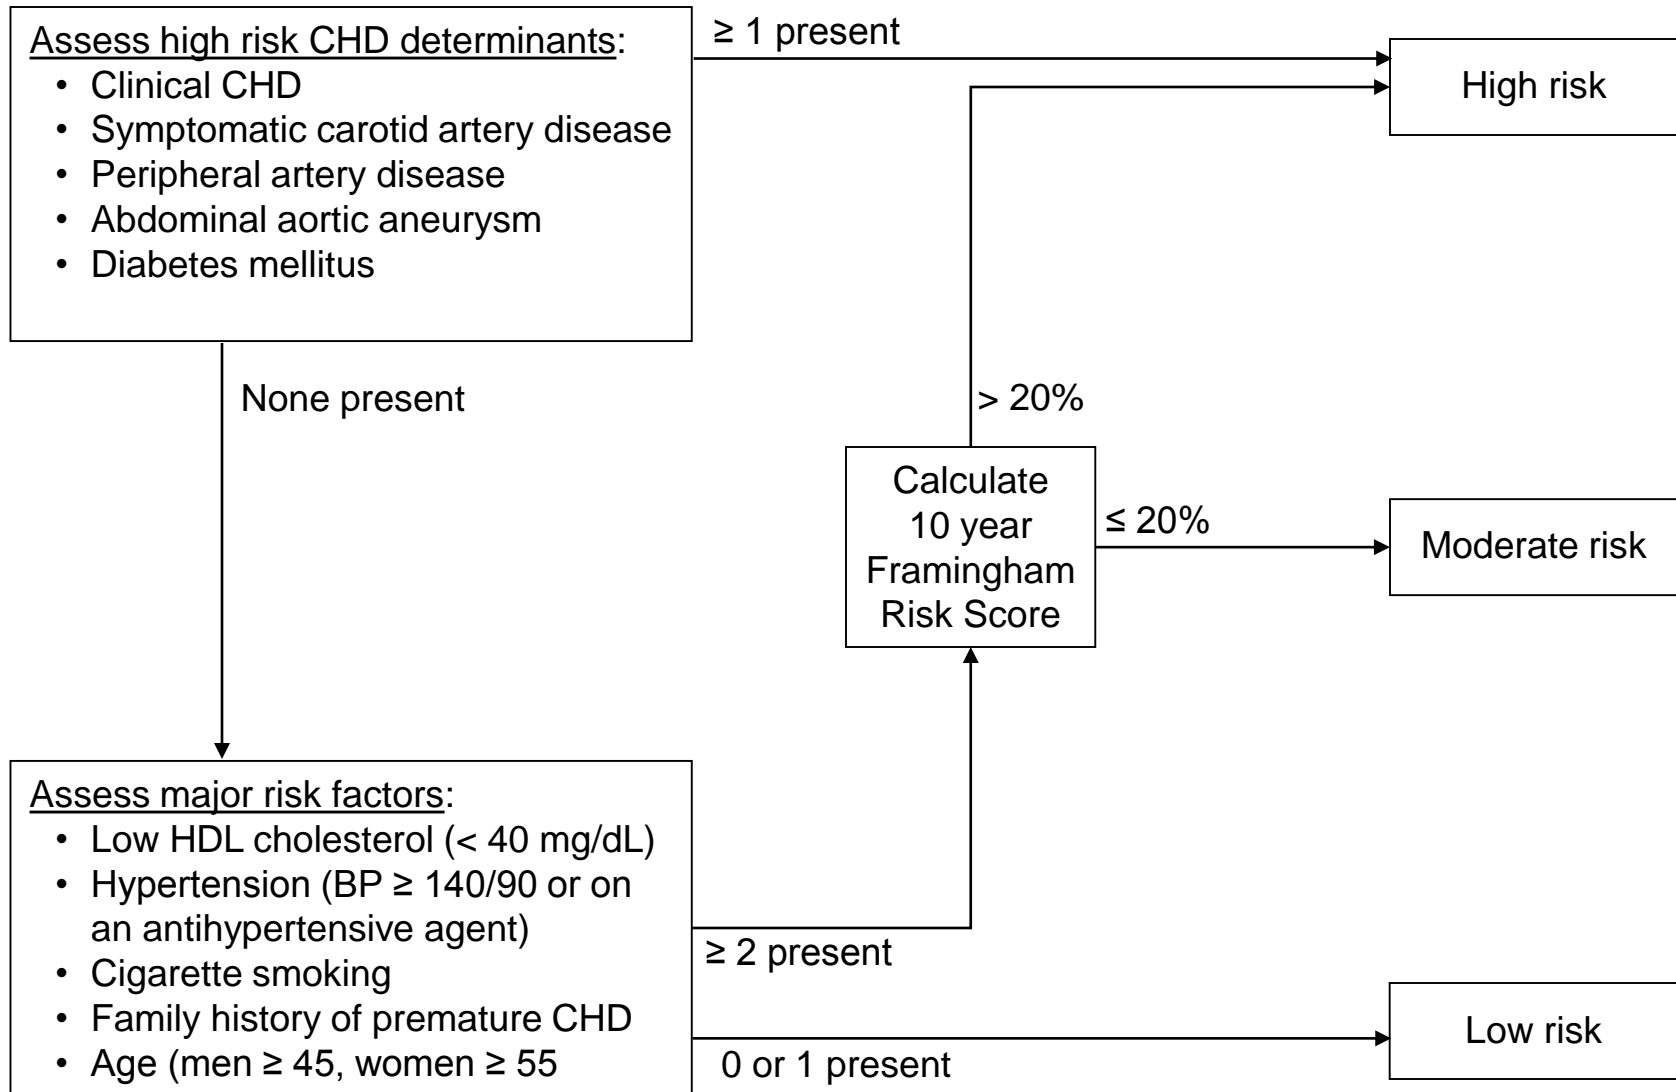 Assess high risk CHD determinants:
• Clinical CHD
• Symptomatic carotid artery disease
• Peripheral artery disease
• Abdominal aortic aneurysm
• Diabetes mellitus
≥ 1 present
High risk
None present
> 20%
Calculate
10 year
Framingham
Risk Score
≤ 20%
Moderate risk
Assess major risk factors:
• Low HDL cholesterol (< 40 mg/dL)
• Hypertension (BP ≥ 140/90 or on
an antihypertensive agent)
• Cigarette smoking
• Family history of premature CHD
• Age (men ≥ 45, women ≥ 55
≥ 2 present
0 or 1 present
Low risk